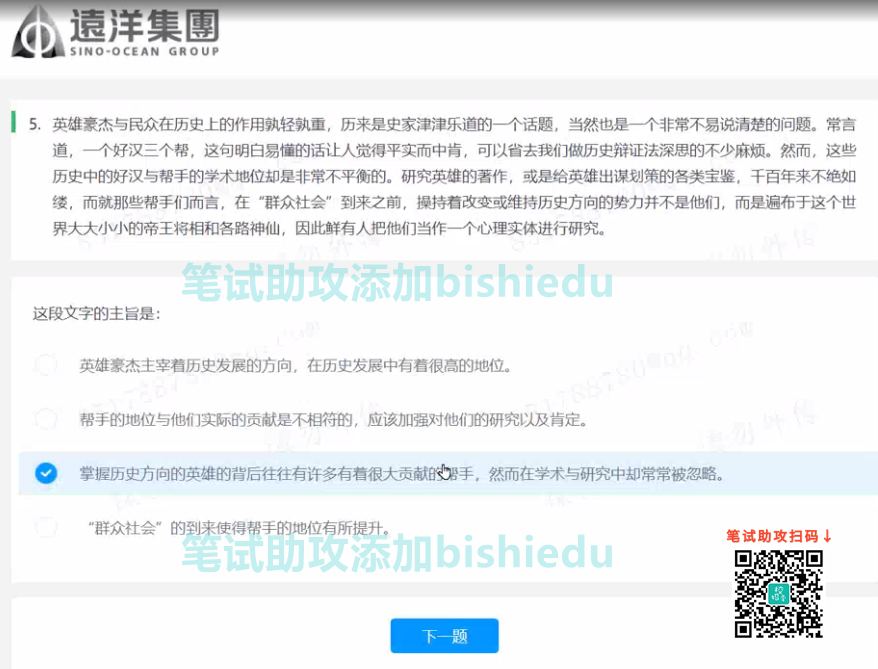 遠洋集團
SINO-OCEAN GROUP
5. 英雄豪杰与民众在历史上的作用孰轻孰重，历来是史家津津乐道的一个话题，当然也是一个非常不易说清楚的问题。常言
道，一个好汉三个帮，这句明白易懂的话让人觉得平实而中肯，可以省去我们做历史辩证法深思的不少麻烦。然而，这些
历史中的好汉与帮手的学术地位却是非常不平衡的。研究英雄的著作，或是给英雄出谋划策的各类宝鉴，千百年来不绝如
缕，而就那些帮手们而言，在“群众社会”到来之前，操持着改变或维持历史方向的势力并不是他们，而是遍布于这个世
界大大小小的帝王将相和各路神仙，因此鲜有人把他们当作一个心理实体进行研究。
笔试助攻添加bishiedu
这段文字的主旨是：
英雄豪杰主宰着历史发展的方向，在历史发展中有着很高的地位。
帮手的地位与他们实际的贡献是不相符的，应该加强对他们的研究以及肯定。
掌握历史方向的英雄的背后往往有许多有着很大贡献的帮手，然而在学术与研究中却常常被忽略。
“群众社会”的到来使得帮手的地位有所提升。
笔试助攻添加bishiedu
笔试助攻扫码↓
下一题